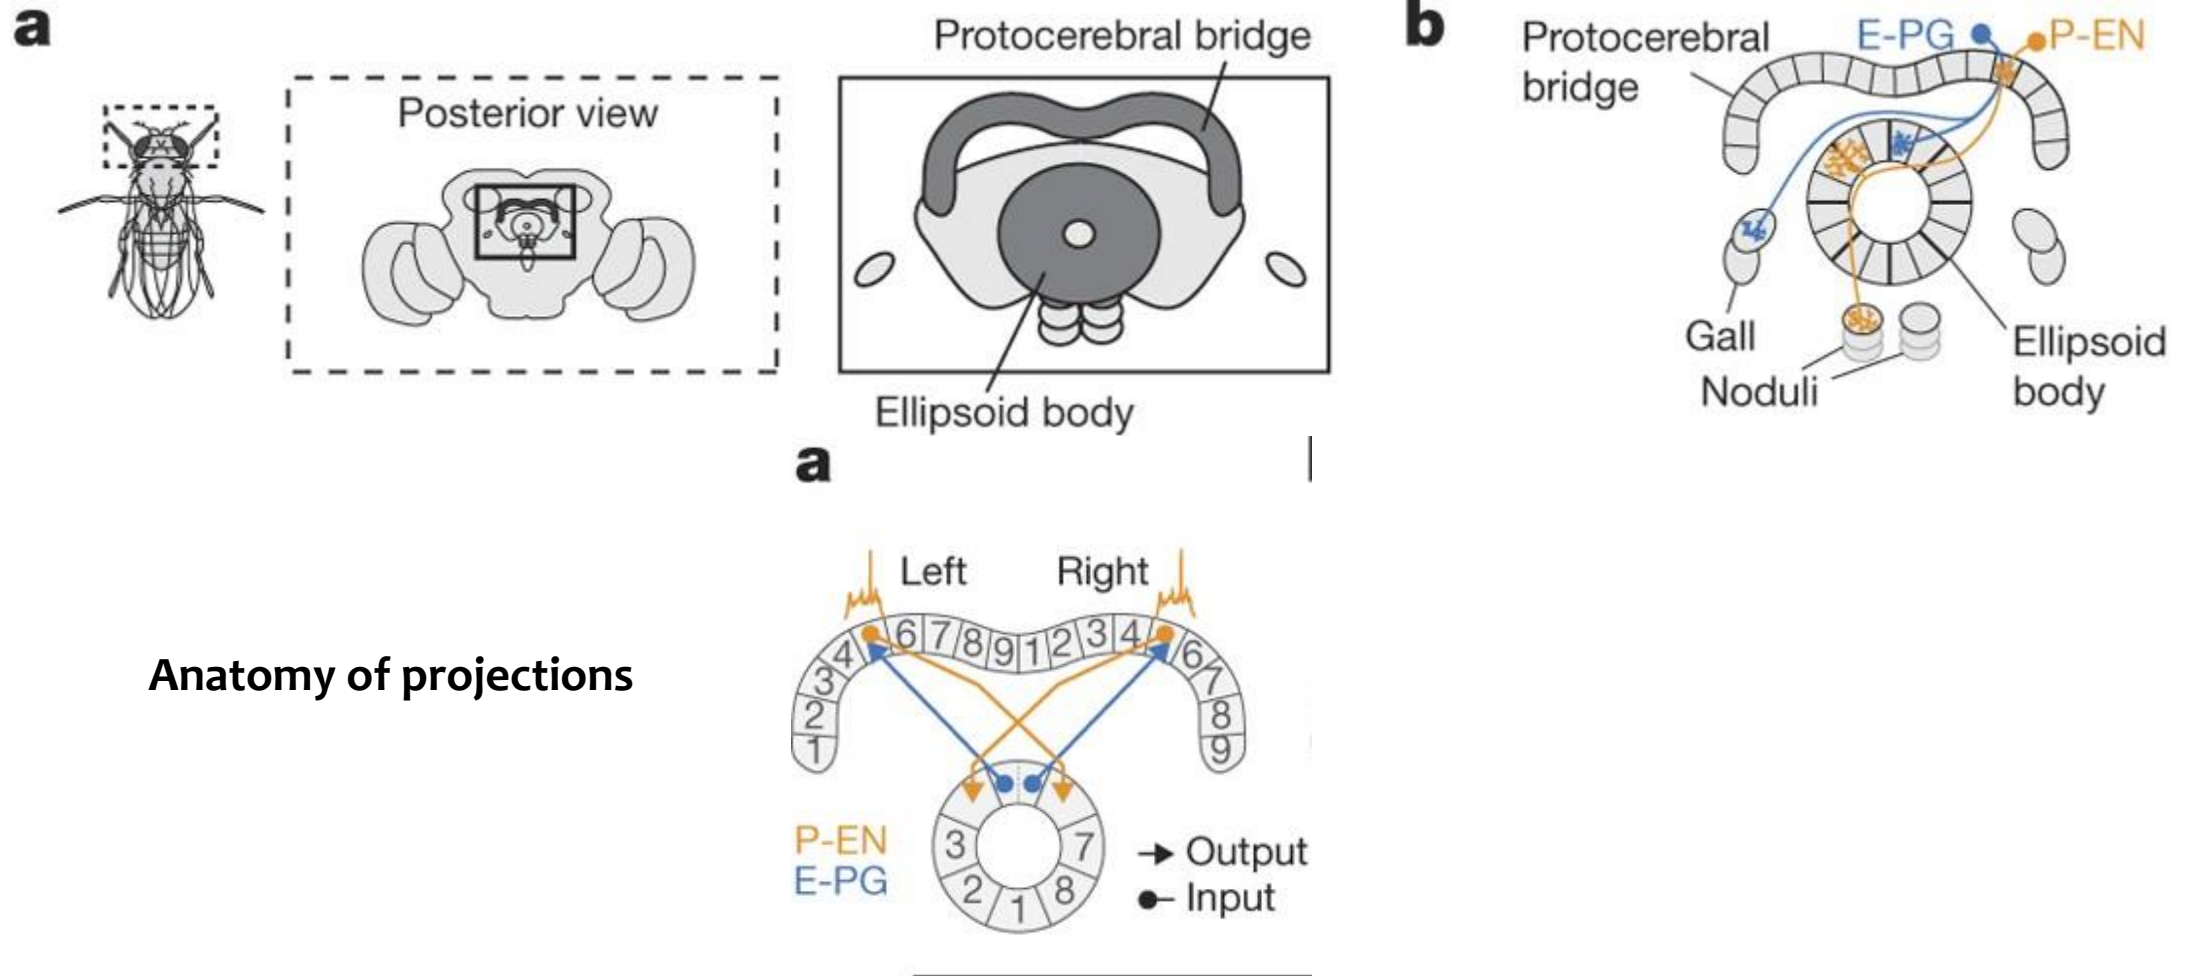 a
Posterior view
Protocerebral bridge
Ellipsoid body
b
Protocerebral
bridge
E-PG
P-EN
Gall
Noduli
Ellipsoid
body
a
Left
Right
1
2
3
4
6
7
8
9
1
2
3
4
6
7
8
9
3
2
1
8
7
P-EN
E-PG
Output
Input
Anatomy of projections